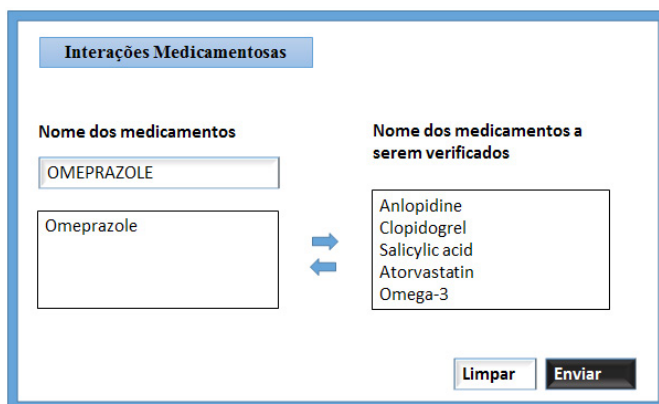 Interações Medicamentosas
Nome dos medicamentos
OMEPRAZOLE
Omeprazole
Nome dos medicamentos a
serem verificados
Anlopidine
Clopidogrel
Salicylic acid
Atorvastatin
Omega-3
Limpar
Enviar